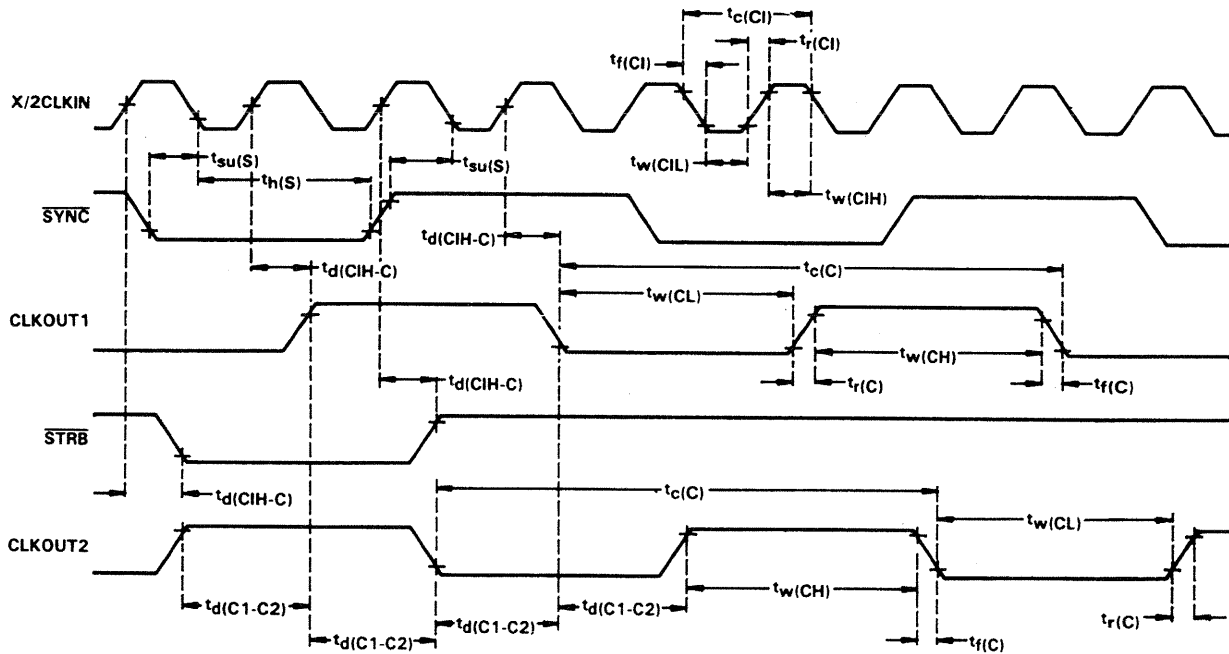 tc(CI)
tr(CI)
tf(CI)
X/2CLKIN
tsu(S)
tsu(S)
tw(CIL)
th(S)
tw(CIH)
SYNC
td(CIH-C)
td(CIH-C)
tc(C)
tw(CL)
CLKOUT1
tw(CH)
td(CIH-C)
tr(C)
tf(C)
STRB
td(CIH-C)
tc(C)
tw(CL)
CLKOUT2
td(C1-C2)
td(C1-C2)
td(C1-C2)
td(C1-C2)
tw(CH)
tr(C)
tf(C)